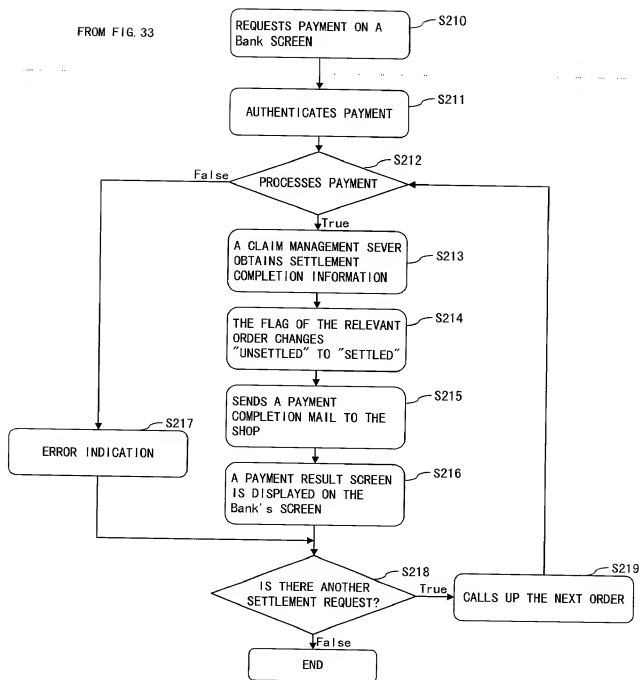 FROM FIG. 33
REQUESTS PAYMENT ON A
Bank SCREEN
S210
AUTHENTICATES PAYMENT
S211
PROCESSES PAYMENT
S212
False
True
A CLAIM MANAGEMENT SEVER
OBTAINS SETTLEMENT
COMPLETION INFORMATION
S213
THE FLAG OF THE RELEVANT
ORDER CHANGES
"UNSETTLED" TO "SETTLED"
S214
SENDS A PAYMENT
COMPLETION MAIL TO THE
SHOP
S215
S217
ERROR INDICATION
A PAYMENT RESULT SCREEN
IS DISPLAYED ON THE
Bank's SCREEN
S216
IS THERE ANOTHER
SETTLEMENT REQUEST?
S218
True
CALLS UP THE NEXT ORDER
S219
False
END